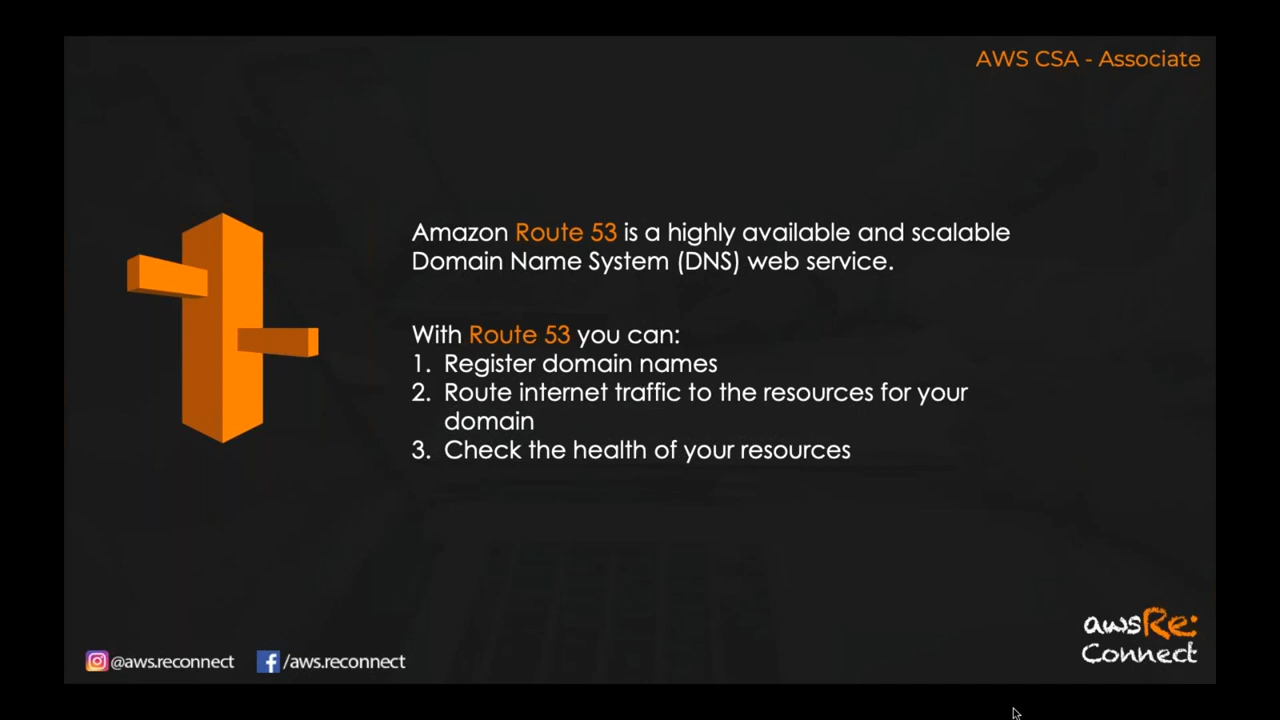 AWS CSA - Associate
Amazon Route 53 is a highly available and scalable
Domain Name System (DNS) web service.
With Route 53 you can:
1. Register domain names
2. Route internet traffic to the resources for your
domain
3. Check the health of your resources
awsRe:
Connect
@aws.reconnect
/aws.reconnect